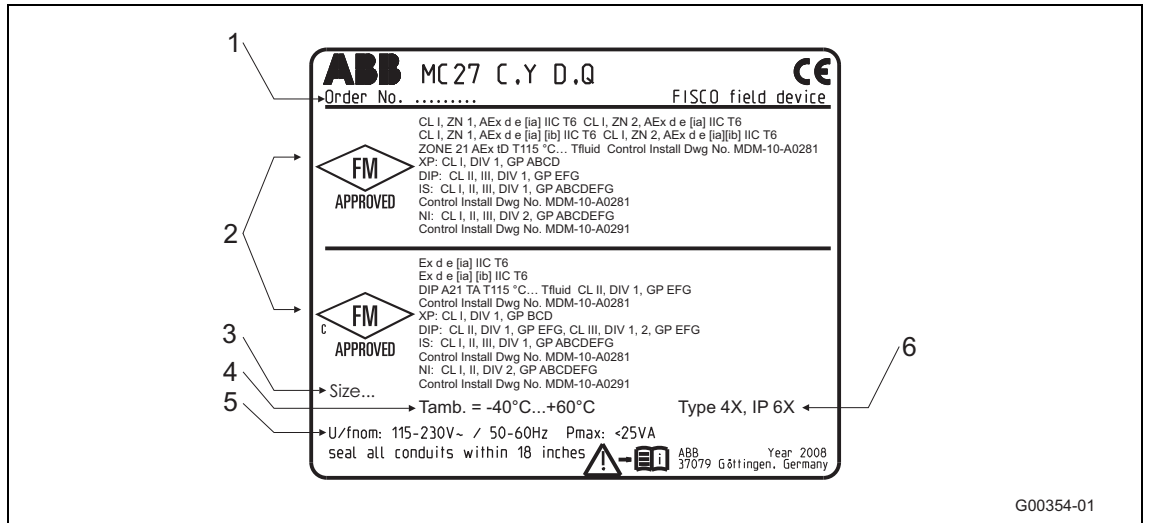 1
ABB MC27 C.Y D.Q CE
Order No. ......... FISCO field device
2
FM
APPROVED
CL I, ZN 1, AEx d e [ia] IIC T6 CL I, ZN 2, AEx d e [ia] IIC T6
CL I, ZN 1, AEx d e [ia] [ib] IIC T6 CL I, ZN 2, AEx d e [ia][ib] IIC T6
ZONE 21 AEx tD T115 °C... Tfluid Control Install Dwg No. MDM-10-A0281
XP: CL I, DIV 1, GP ABCD
DIP: CL II, III, DIV 1, GP EFG
IS: CL I, II, III, DIV 1, GP ABCDEFG
Control Install Dwg No. MDM-10-A0281
NI: CL I, II, III, DIV 2, GP ABCDEFG
Control Install Dwg No. MDM-10-A0291
C FM
APPROVED
Ex d e [ia] IIC T6
Ex d e [ia] [ib] IIC T6
DIP A21 TA T115 °C... Tfluid CL II, DIV 1, GP EFG
Control Install Dwg No. MDM-10-A0281
XP: CL I, DIV 1, GP BCD
DIP: CL II, DIV 1, GP EFG, CL III, DIV 1, 2, GP EFG
IS: CL I, II, III, DIV 1, GP ABCDEFG
Control Install Dwg No. MDM-10-A0281
NI: CL I, II, DIV 2, GP ABCDEFG
Control Install Dwg No. MDM-10-A0291
3
Size...
4
Tamb. = -40°C...+60°C
Type 4X, IP 6X
6
5
U/fnom: 115-230V~ / 50-60Hz Pmax: <25VA
seal all conduits within 18 inches
! i
ABB Year 2008
37079 Göttingen, Germany
G00354-01